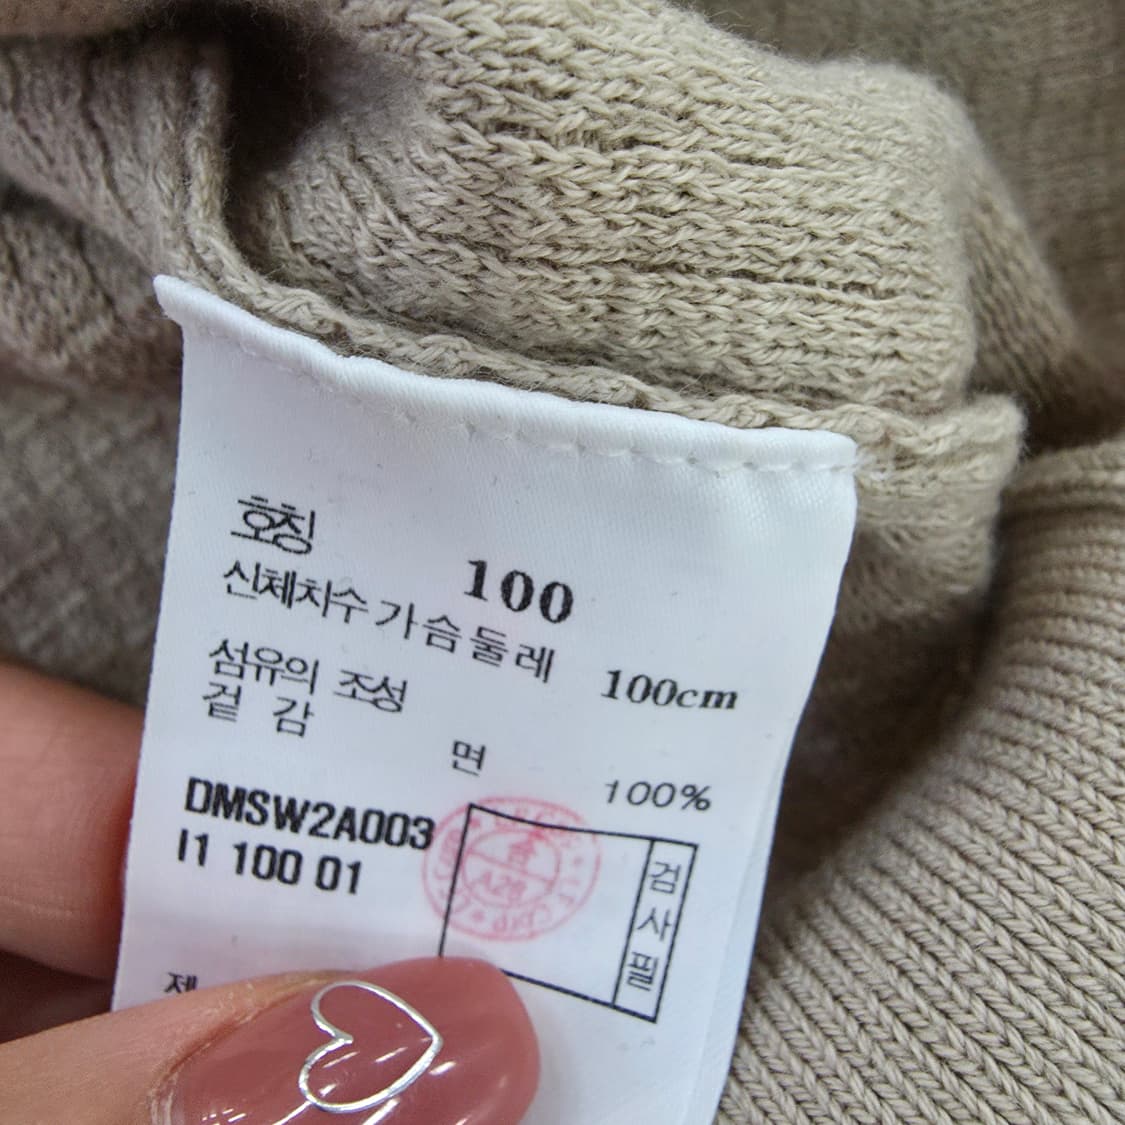 호칭 100
신체치수 가슴둘레 100cm
섬유의 조성
겉 감
면 100%
DMSW2A003
I1 100 01
검사필